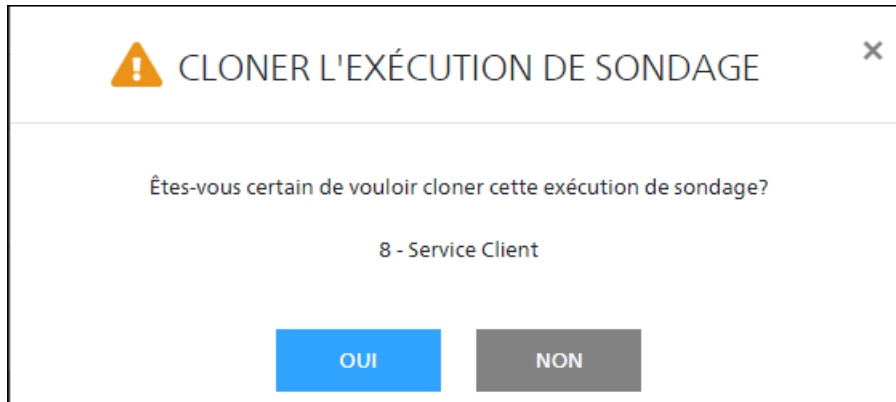 CLONER L'EXÉCUTION DE SONDAGE
Êtes-vous certain de vouloir cloner cette exécution de sondage?
8 - Service Client
OUI
NON